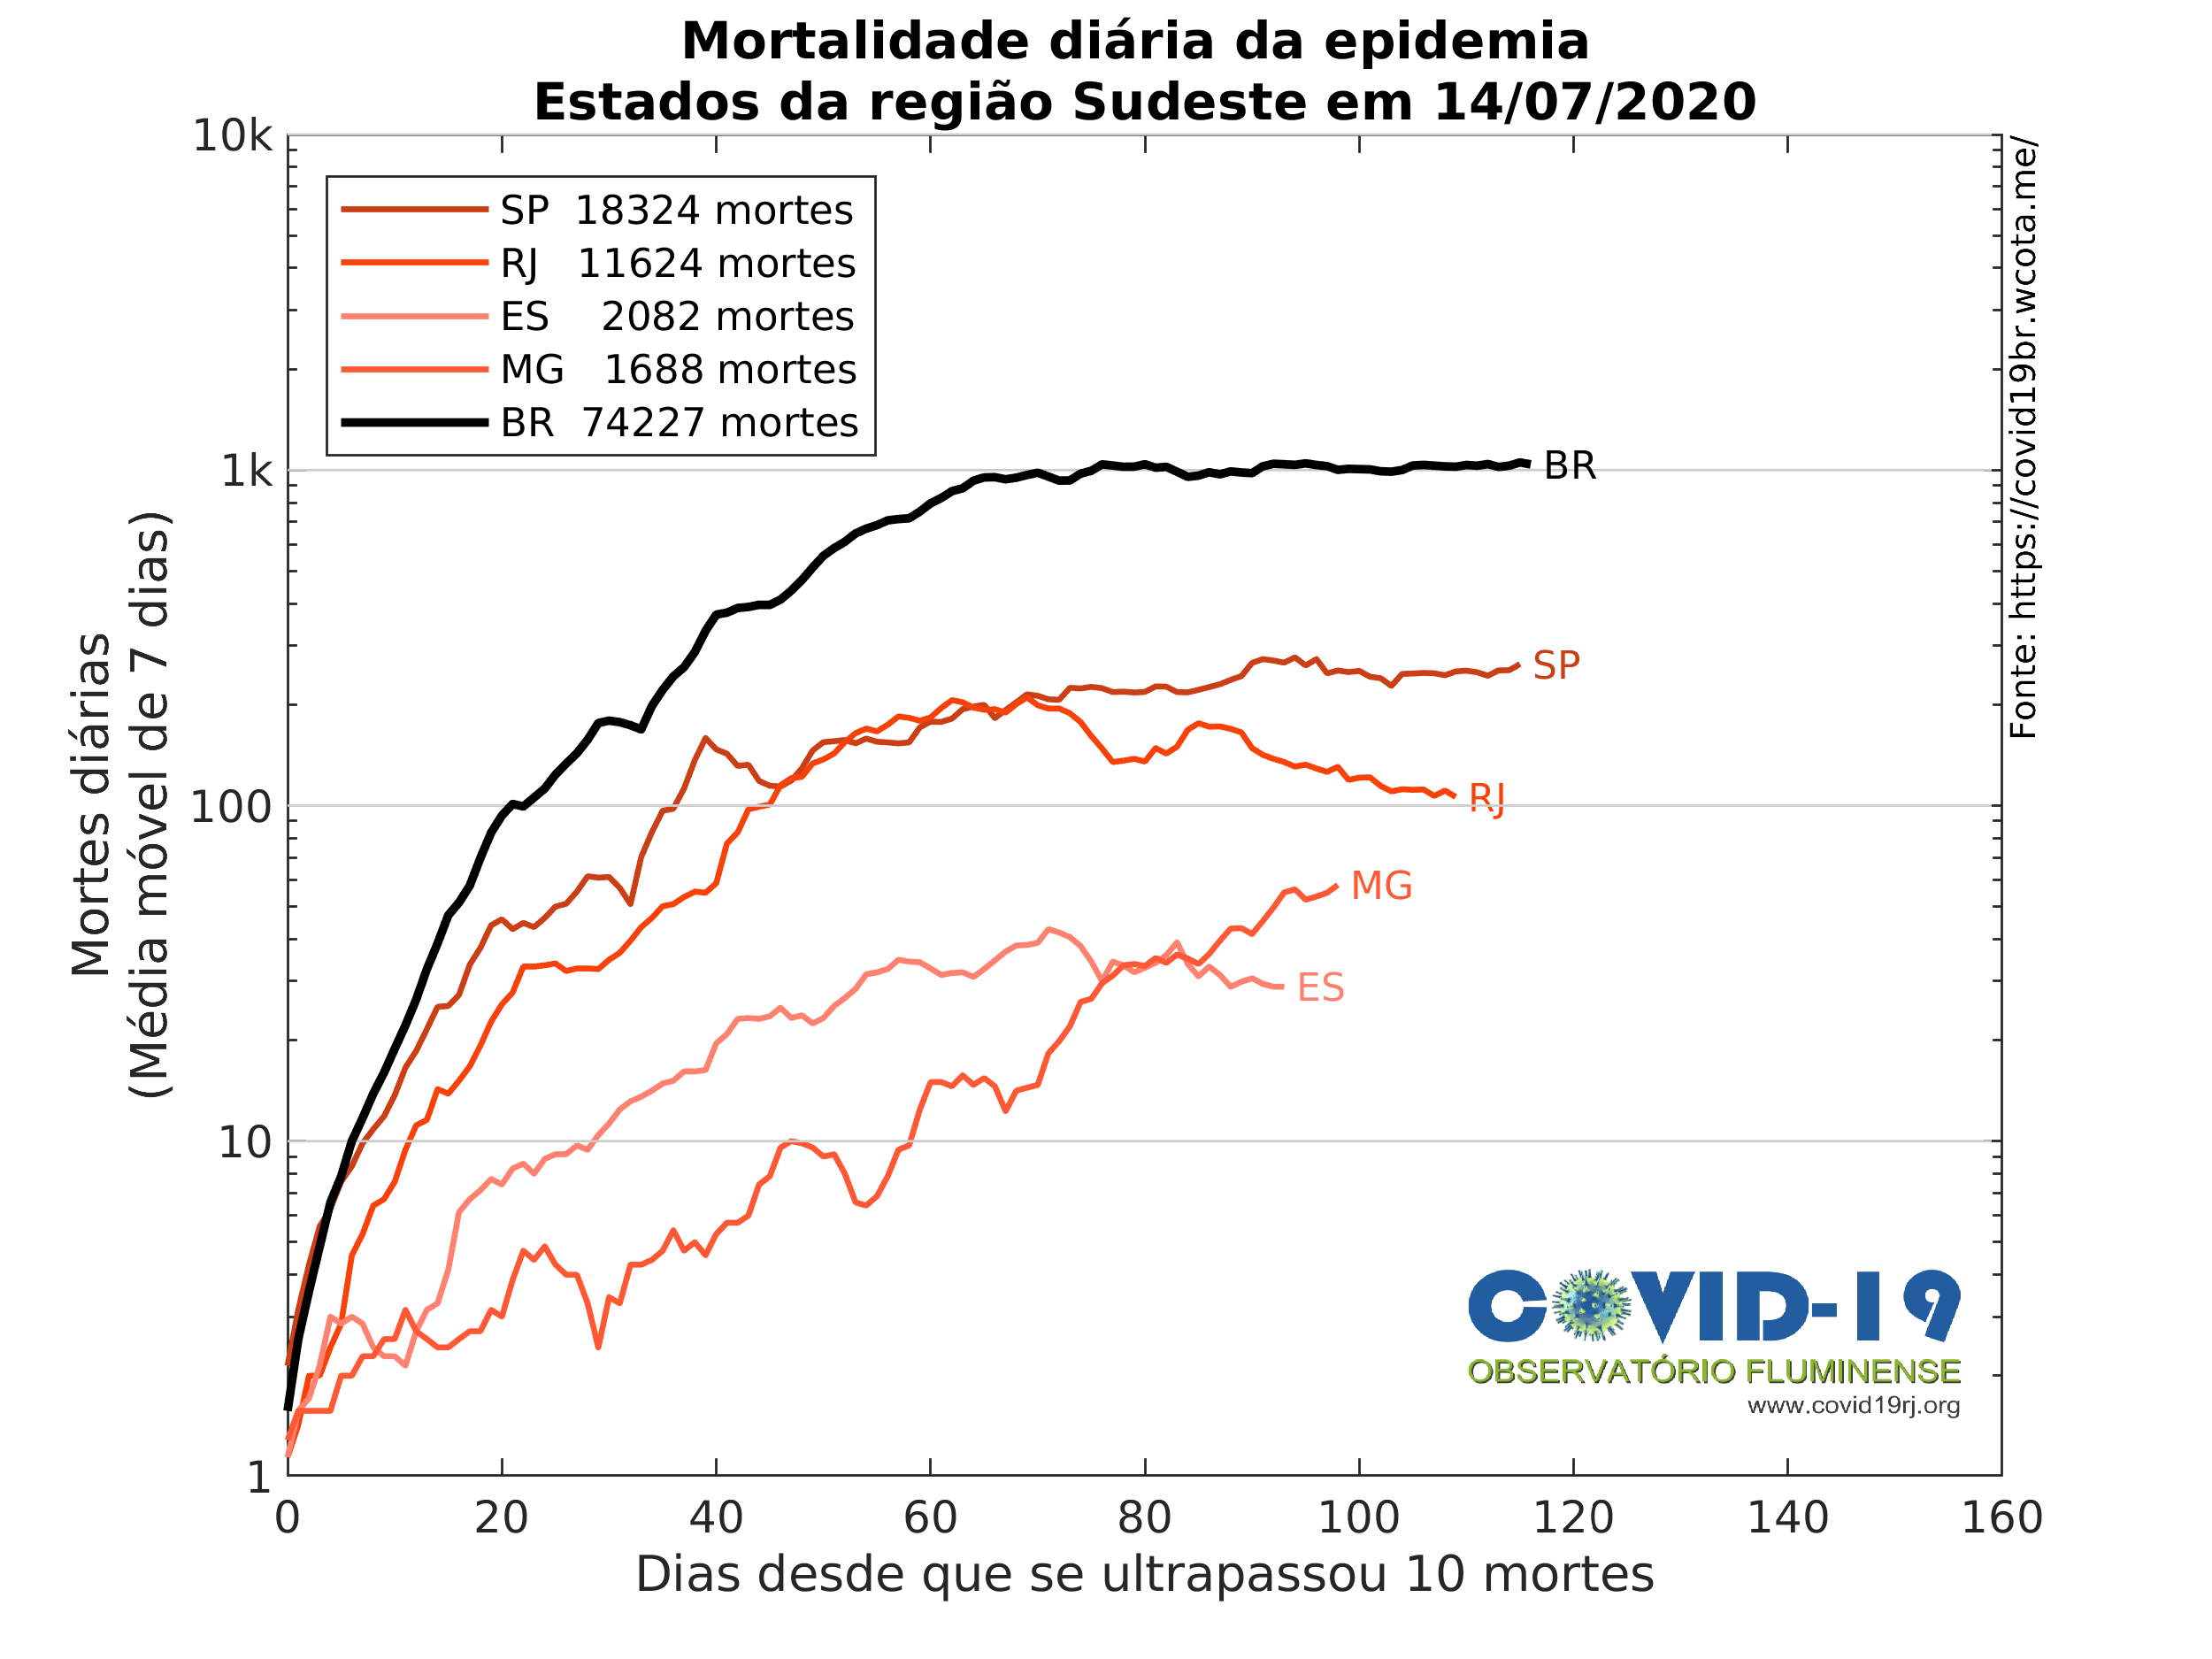 Mortalidade diária da epidemia
Estados da região Sudeste em 14/07/2020
10k
1k
100
10
1
Mortes diárias
(Média móvel de 7 dias)
SP 18324 mortes
RJ 11624 mortes
ES 2082 mortes
MG 1688 mortes
BR 74227 mortes
BR
SP
RJ
MG
ES
Fonte: https://covid19br.wcota.me/
COVID-19
OBSERVATÓRIO FLUMINENSE
www.covid19rj.org
0 20 40 60 80 100 120 140 160
Dias desde que se ultrapassou 10 mortes